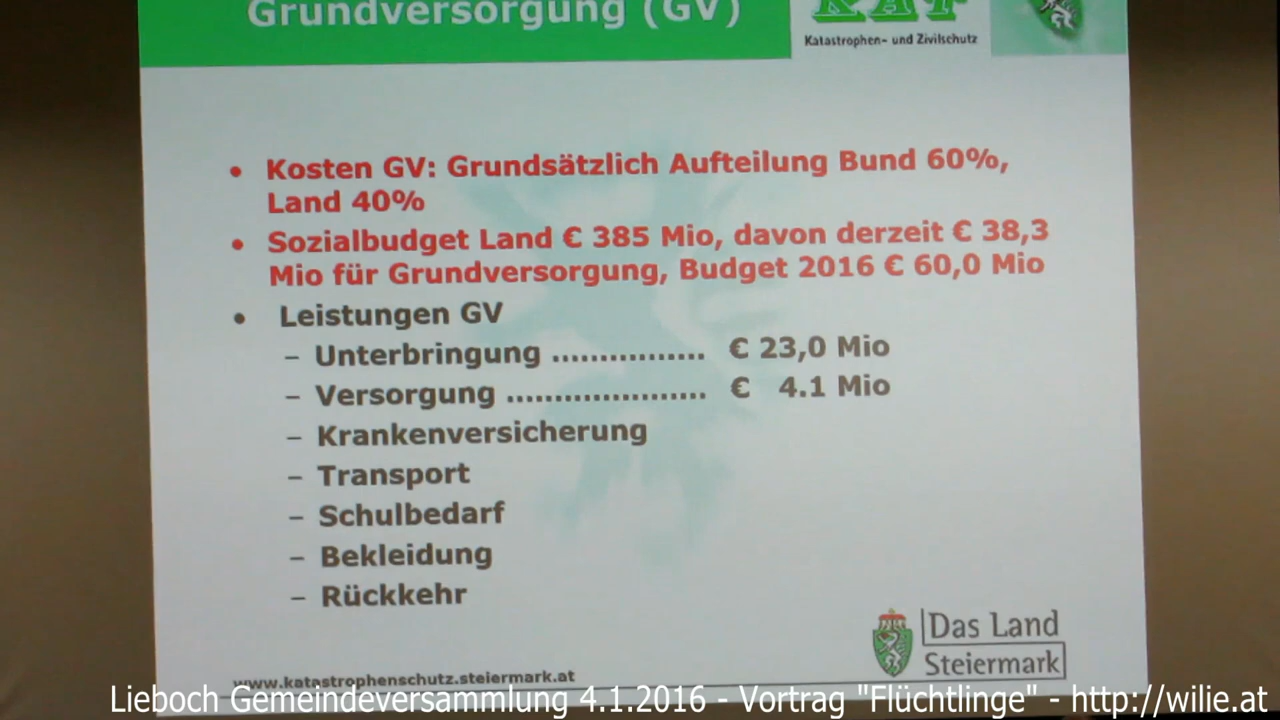 Grundversorgung (GV)
KAT
Katastrophen- und Zivilschutz
• Kosten GV: Grundsätzlich Aufteilung Bund 60%,
Land 40%
• Sozialbudget Land € 385 Mio, davon derzeit € 38,3
Mio für Grundversorgung, Budget 2016 € 60,0 Mio
• Leistungen GV
– Unterbringung ................ € 23,0 Mio
– Versorgung ..................... € 4.1 Mio
– Krankenversicherung
– Transport
– Schulbedarf
– Bekleidung
– Rückkehr
Das Land
Steiermark
www.katastrophenschutz.steiermark.at
Lieboch Gemeindeversammlung 4.1.2016 - Vortrag "Flüchtlinge" - http://wilie.at